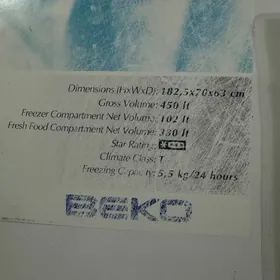 Dimensions (HxWxD): 182,5x70x63 cm
Gross Volume: 450 lt
Freezer Compartment Net Volume: 102 lt
Fresh Food Compartment Net Volume: 330 lt
Star Rating:
Climate Class: T
Freezing Capacity: 5,5 kg/24 hours
BEKO